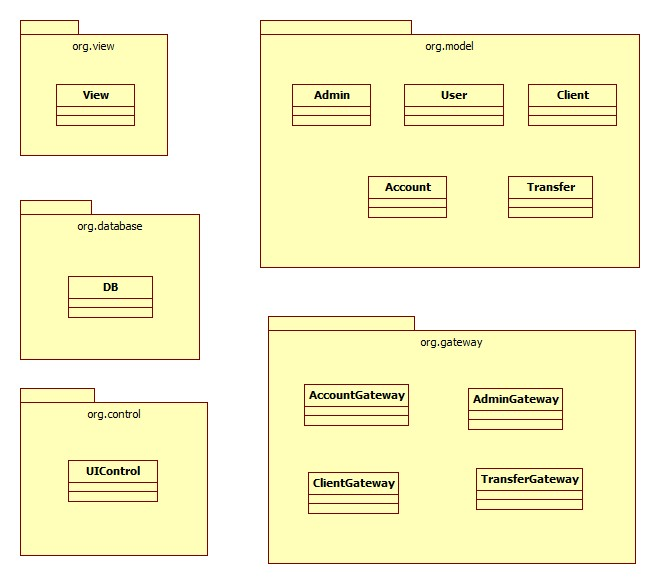 org.view
View
org.model
Admin
User
Client
Account
Transfer
org.database
DB
org.control
UIControl
org.gateway
AccountGateway
AdminGateway
ClientGateway
TransferGateway